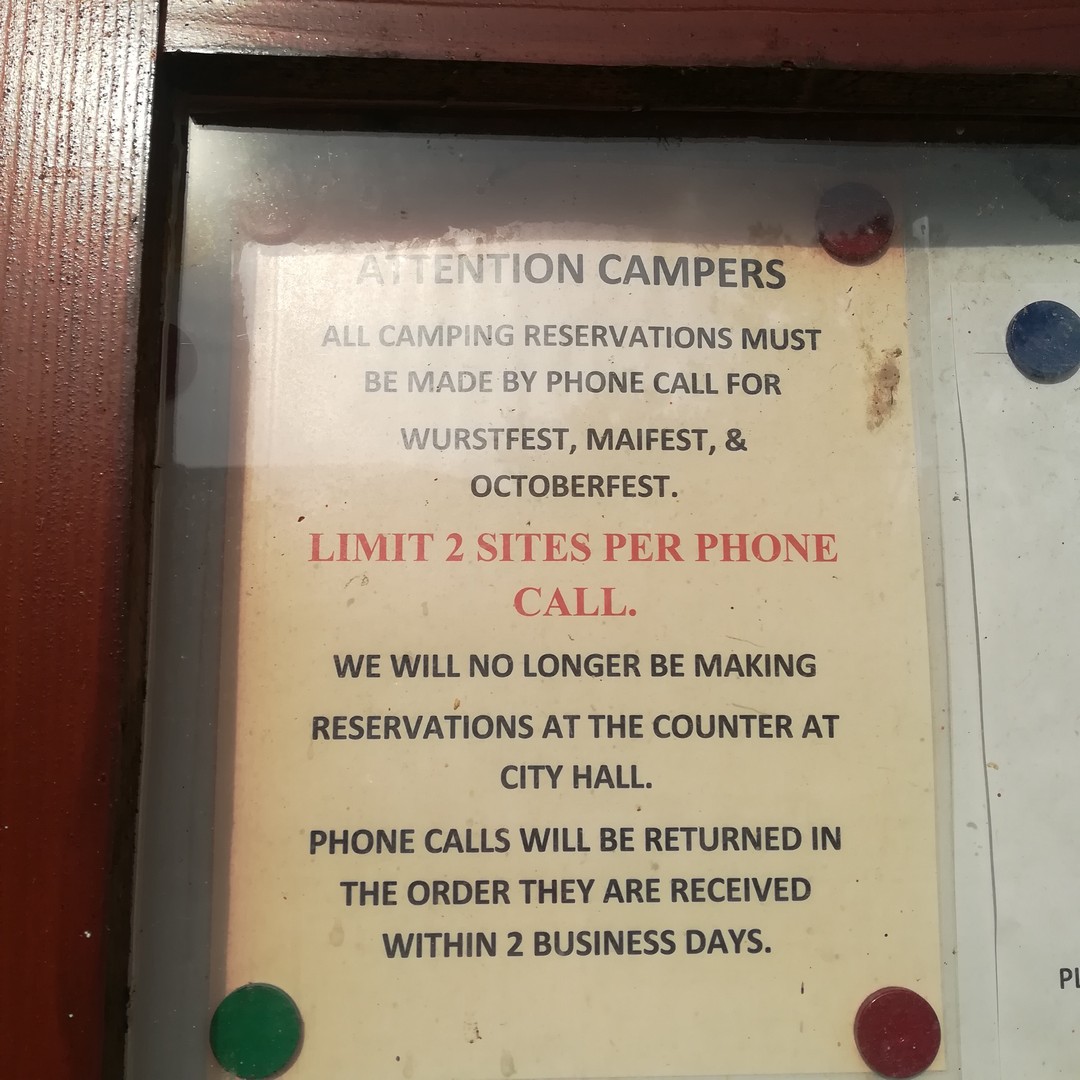 ATTENTION CAMPERS
ALL CAMPING RESERVATIONS MUST
BE MADE BY PHONE CALL FOR
WURSTFEST, MAIFEST, &
OCTOBERFEST.
LIMIT 2 SITES PER PHONE
CALL.
WE WILL NO LONGER BE MAKING
RESERVATIONS AT THE COUNTER AT
CITY HALL.
PHONE CALLS WILL BE RETURNED IN
THE ORDER THEY ARE RECEIVED
WITHIN 2 BUSINESS DAYS.